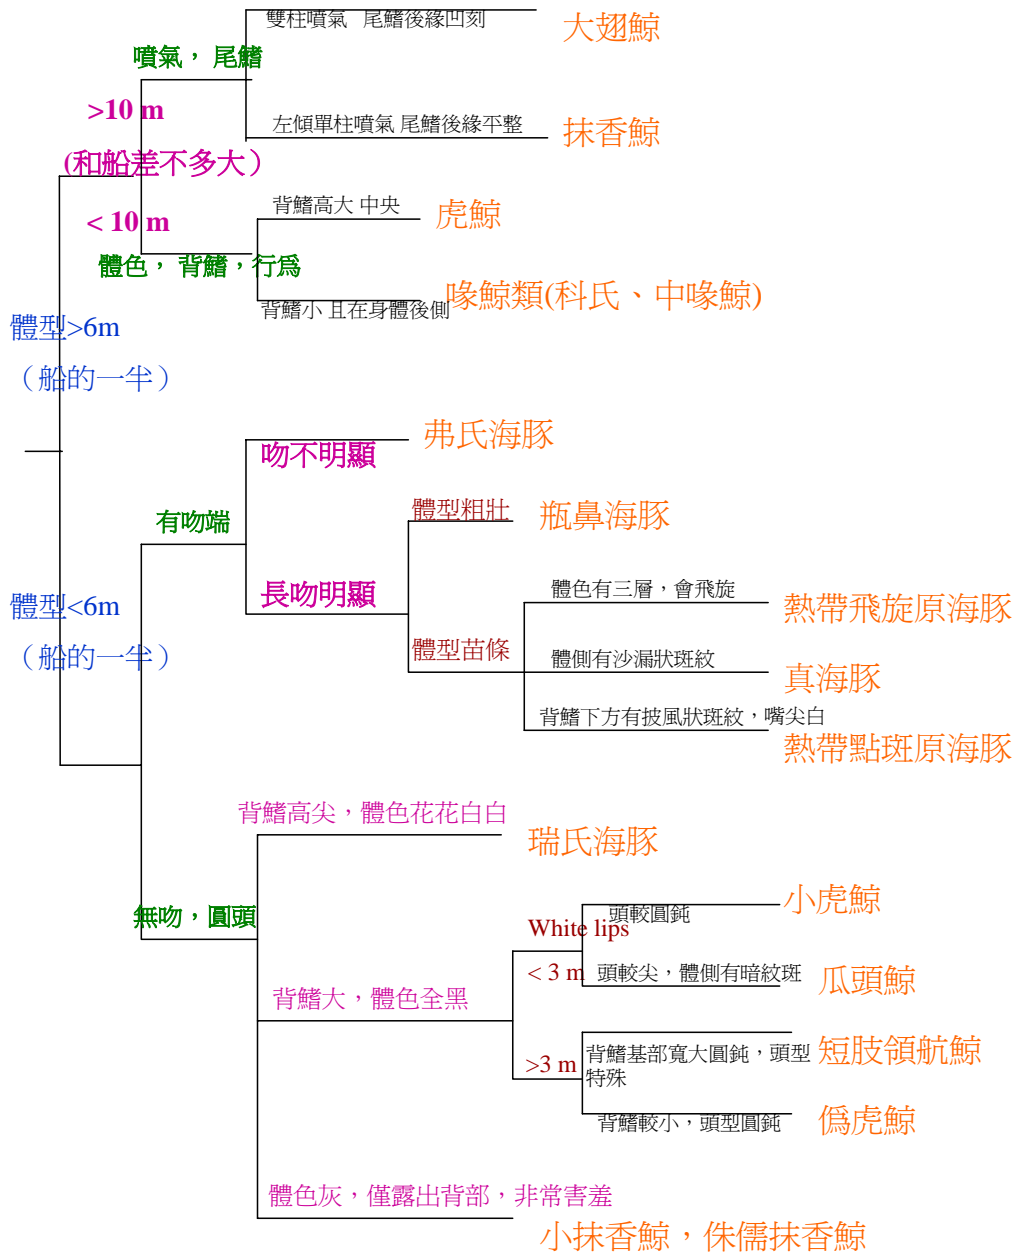 雙柱噴氣 尾鰭後緣凹刻
大翅鯨
噴氣，尾鰭
>10 m
左傾單柱噴氣 尾鰭後緣平整
抹香鯨
(和船差不多大）
背鰭高大 中央
虎鯨
< 10 m
體色，背鰭，行為
喙鯨類(科氏、中喙鯨)
背鰭小 且在身體後側
體型>6m
（船的一半）
弗氏海豚
吻不明顯
體型粗壯
瓶鼻海豚
有吻端
體色有三層，會飛旋
長吻明顯
熱帶飛旋原海豚
體型<6m
體型苗條
體側有沙漏狀斑紋
（船的一半）
真海豚
背鰭下方有披風狀斑紋，嘴尖白
熱帶點斑原海豚
背鰭高尖，體色花花白白
瑞氏海豚
小虎鯨
無吻，圓頭
頭較圓鈍
White lips
< 3 m
頭較尖，體側有暗紋斑
瓜頭鯨
背鰭大，體色全黑
背鰭基部寬大圓鈍，頭型
特殊
短肢領航鯨
>3 m
背鰭較小，頭型圓鈍
偽虎鯨
體色灰，僅露出背部，非常害羞
小抹香鯨，侏儒抹香鯨